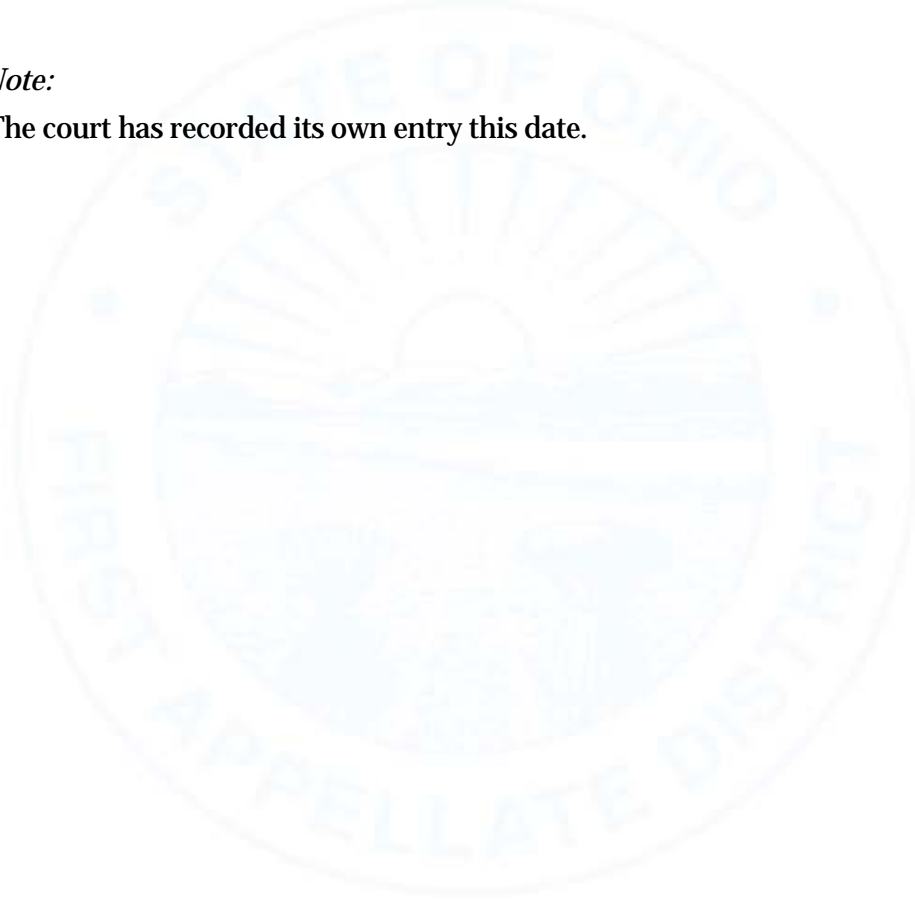 Note:
The court has recorded its own entry this date.
STATE OF OHIO
FIRST APPELLATE DISTRICT